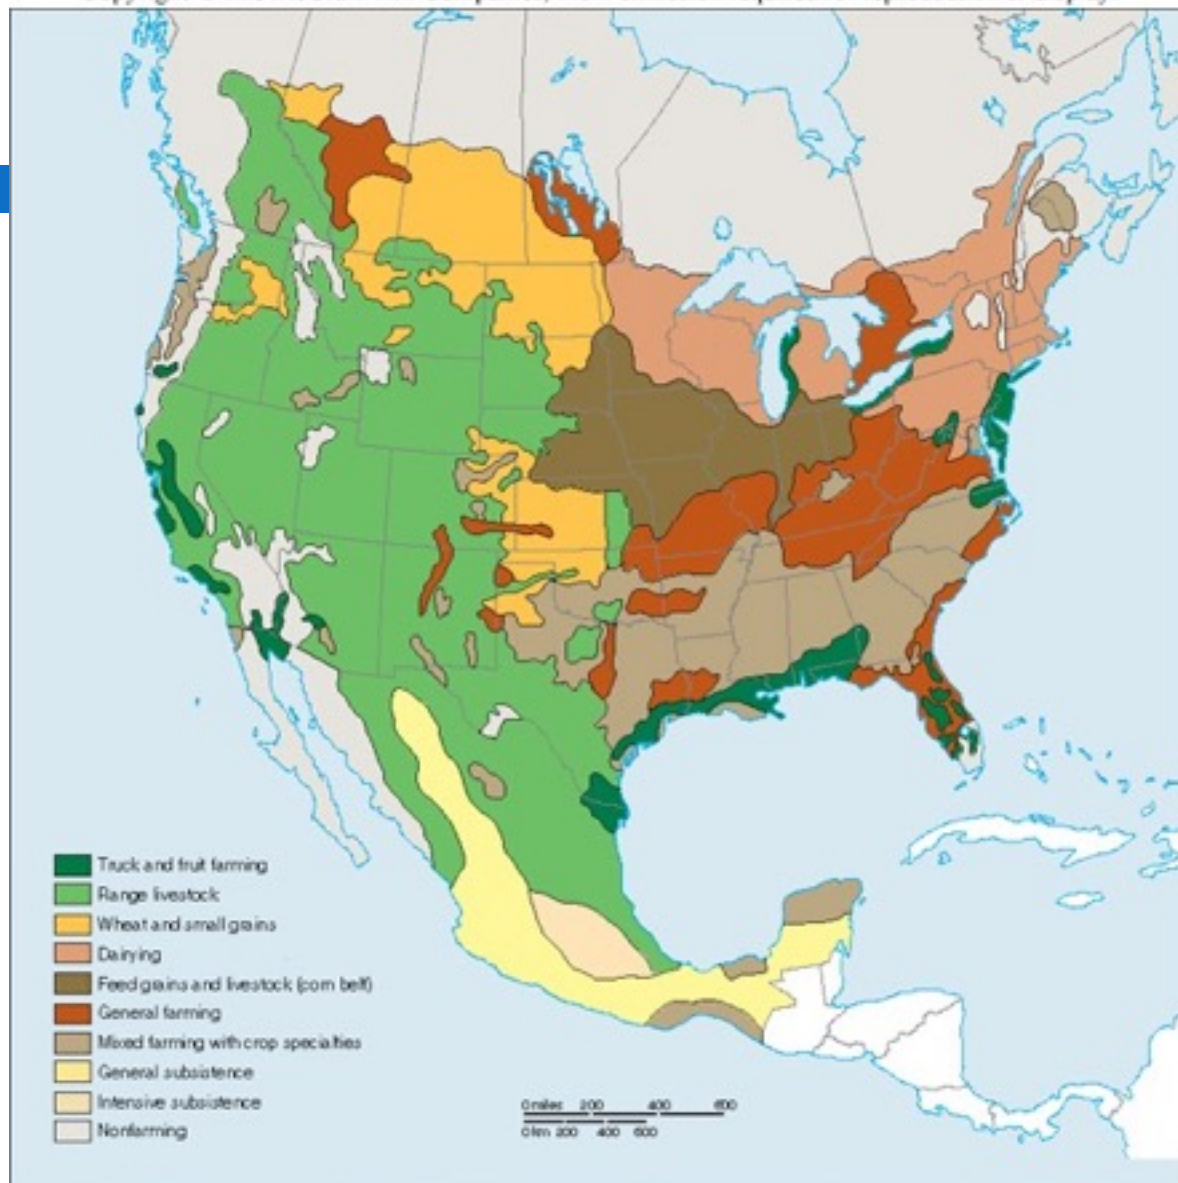 Truck and fruit farming
Range livestock
Wheat and small grains
Dairying
Feed grains and livestock (corn belt)
General farming
Mixed farming with crop specialties
General subsistence
Intensive subsistence
Nonfarming
0 miles 200 400 600
0 km 200 400 600